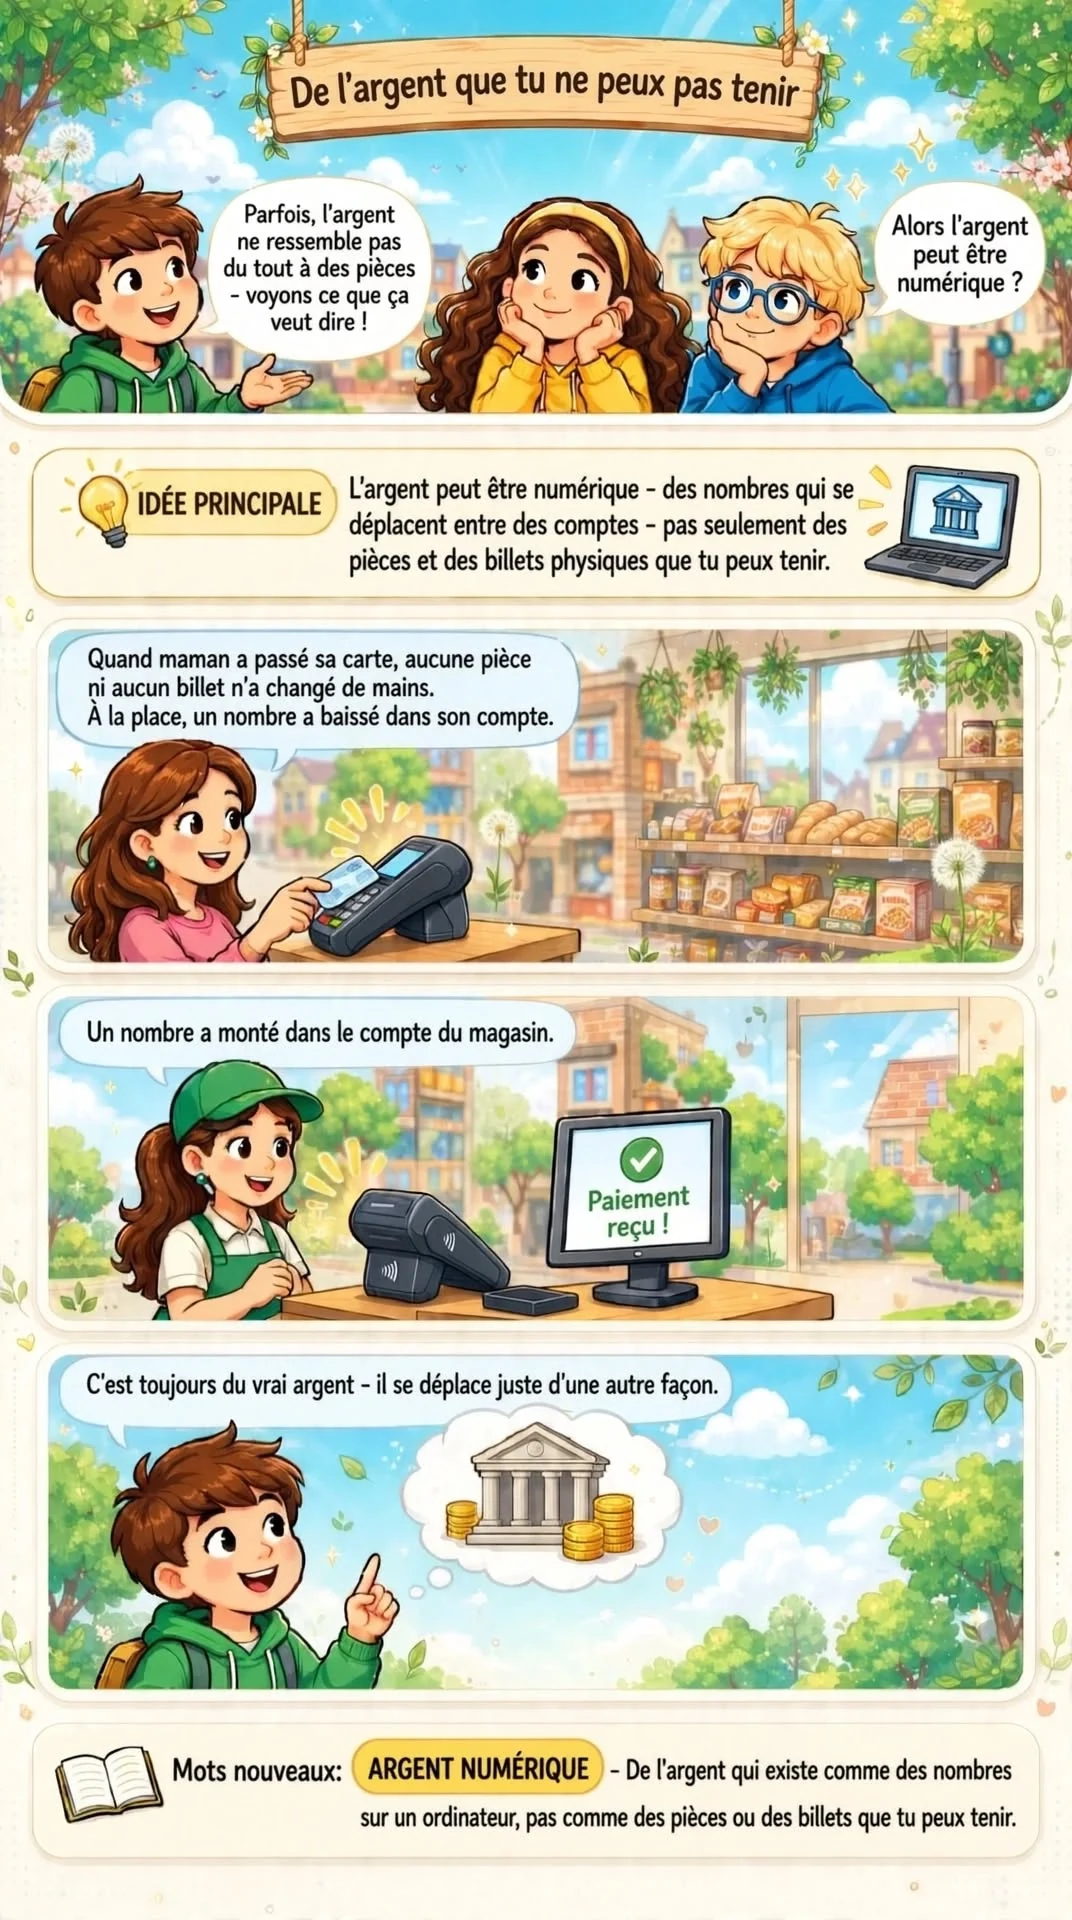 De l'argent que tu ne peux pas tenir
Parfois, l'argent
ne ressemble pas
du tout à des pièces
- voyons ce que ça
veut dire !
Alors l'argent
peut être
numérique ?
IDÉE PRINCIPALE
L'argent peut être numérique - des nombres qui se
déplacent entre des comptes - pas seulement des
pièces et des billets physiques que tu peux tenir.
Quand maman a passé sa carte, aucune pièce
ni aucun billet n'a changé de mains.
À la place, un nombre a baissé dans son compte.
Un nombre a monté dans le compte du magasin.
Paiement
reçu !
C'est toujours du vrai argent - il se déplace juste d'une autre façon.
Mots nouveaux: ARGENT NUMÉRIQUE - De l'argent qui existe comme des nombres
sur un ordinateur, pas comme des pièces ou des billets que tu peux tenir.